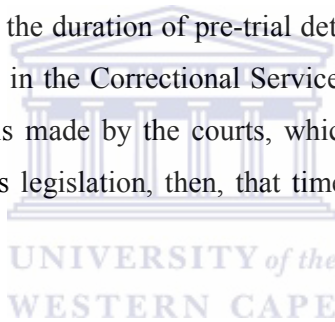 the duration of pre-trial det
in the Correctional Service
s made by the courts, whic
s legislation, then, that time
UNIVERSITY of the
WESTERN CAPE